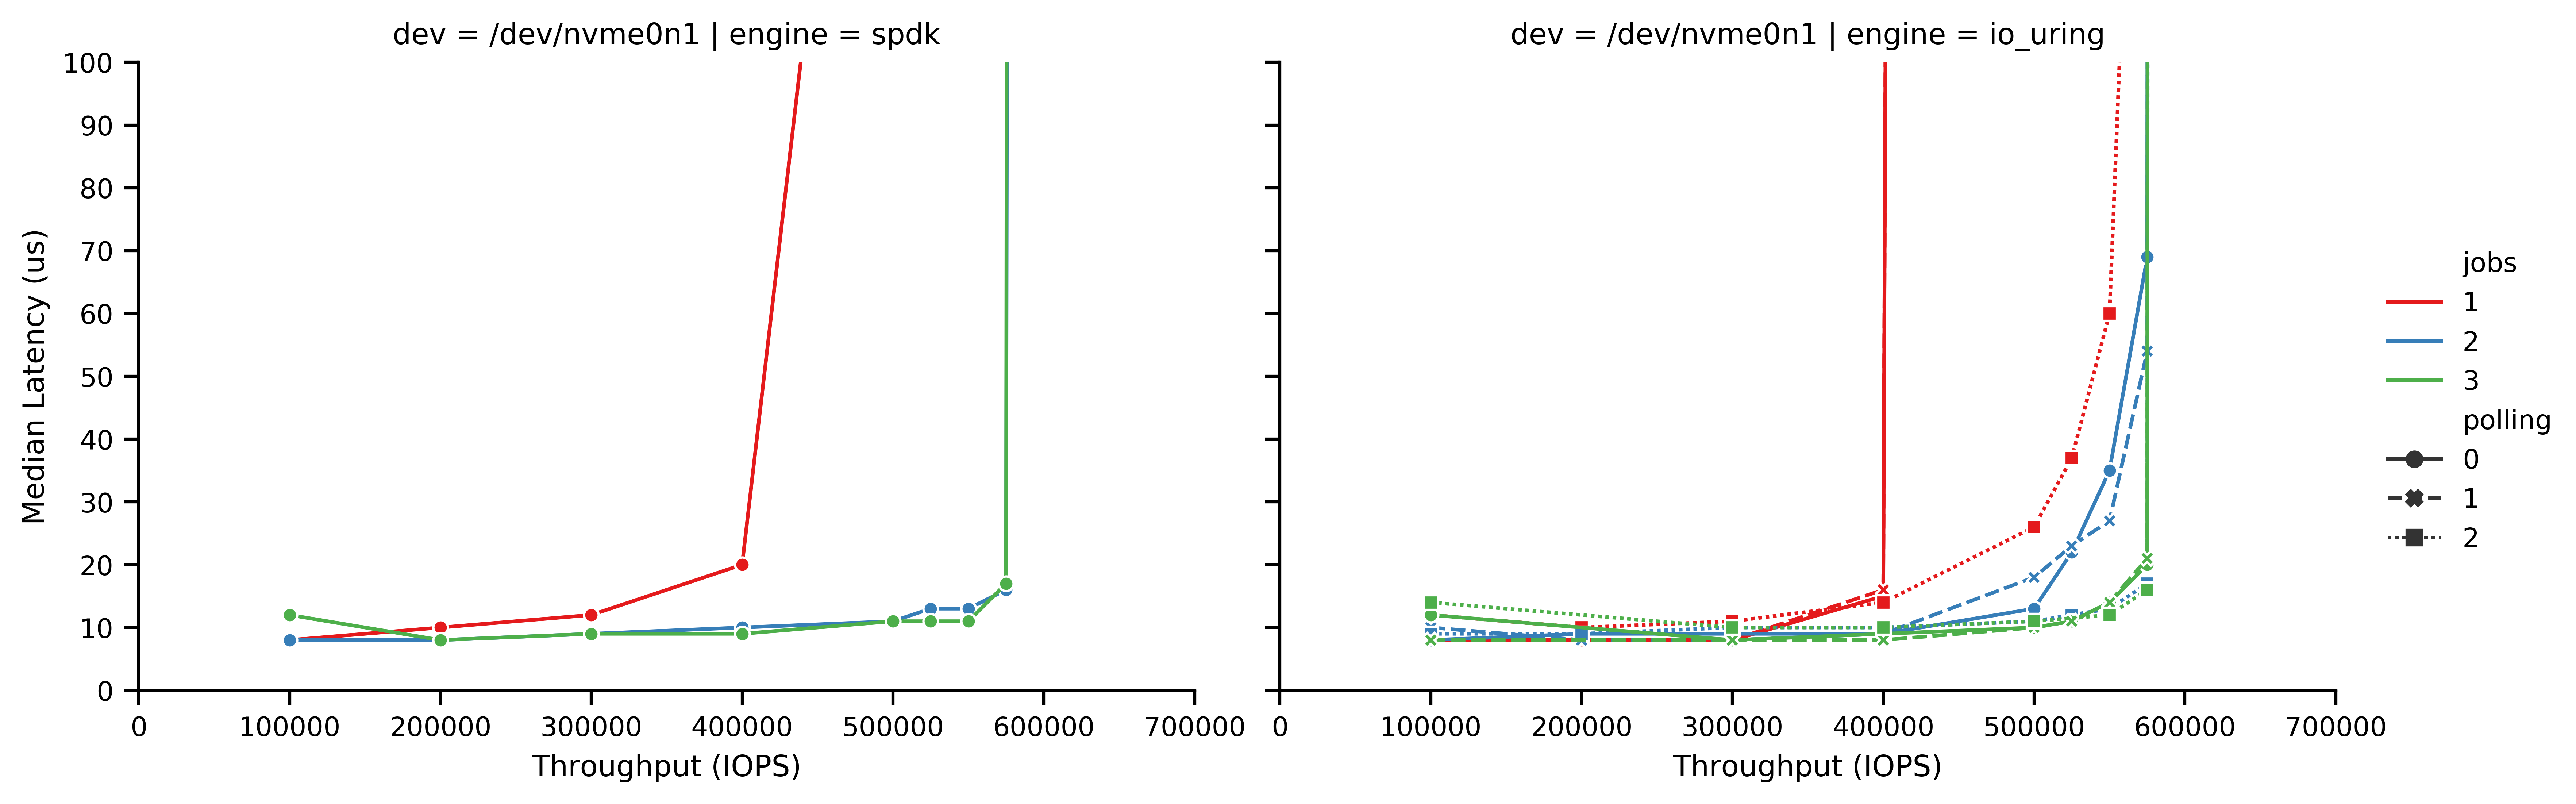 dev = /dev/nvme0n1 | engine = spdk
dev = /dev/nvme0n1 | engine = io_uring
Median Latency (us)
100
90
80
70
60
50
40
30
20
10
0
0 100000 200000 300000 400000 500000 600000 700000
Throughput (IOPS)
0 100000 200000 300000 400000 500000 600000 700000
Throughput (IOPS)
jobs
1
2
3
polling
0
1
2